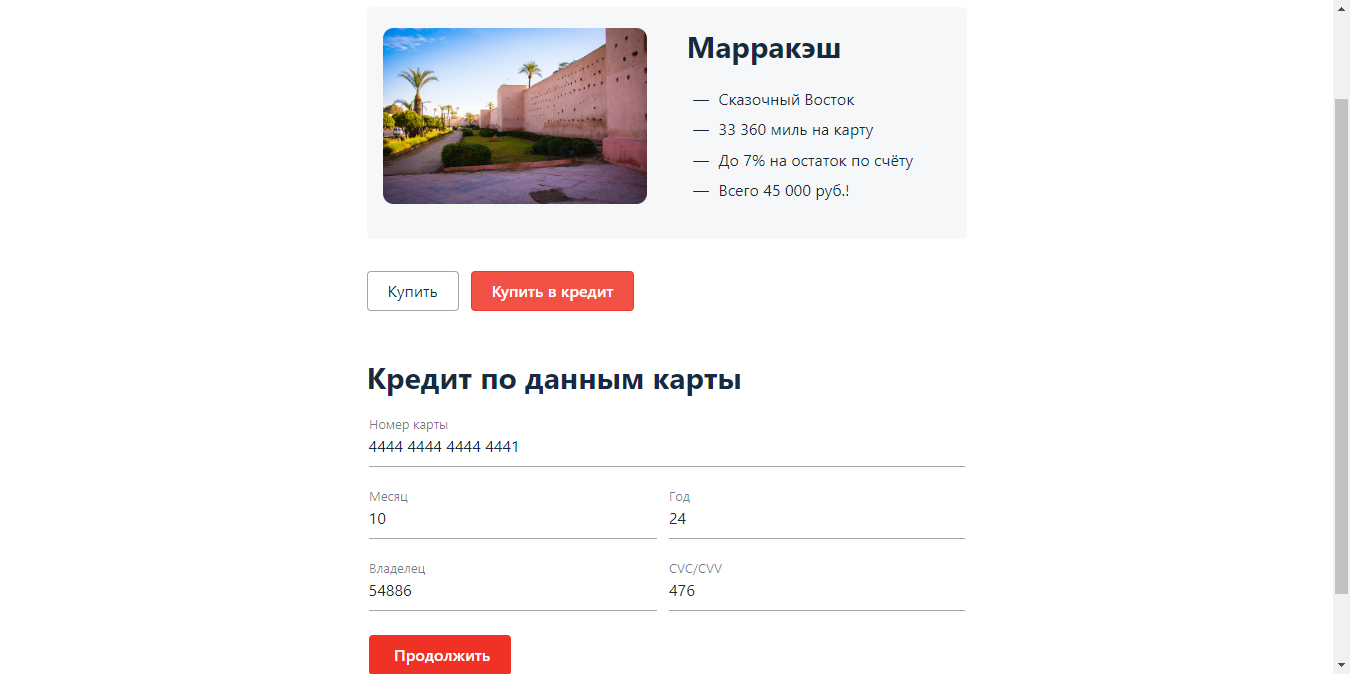 Марракэш
— Сказочный Восток
— 33 360 миль на карту
— До 7% на остаток по счёту
— Всего 45 000 руб.!
Купить
Купить в кредит
Кредит по данным карты
Номер карты
4444 4444 4444 4441
Месяц
Год
10
24
Владелец
CVC/CVV
54886
476
Продолжить